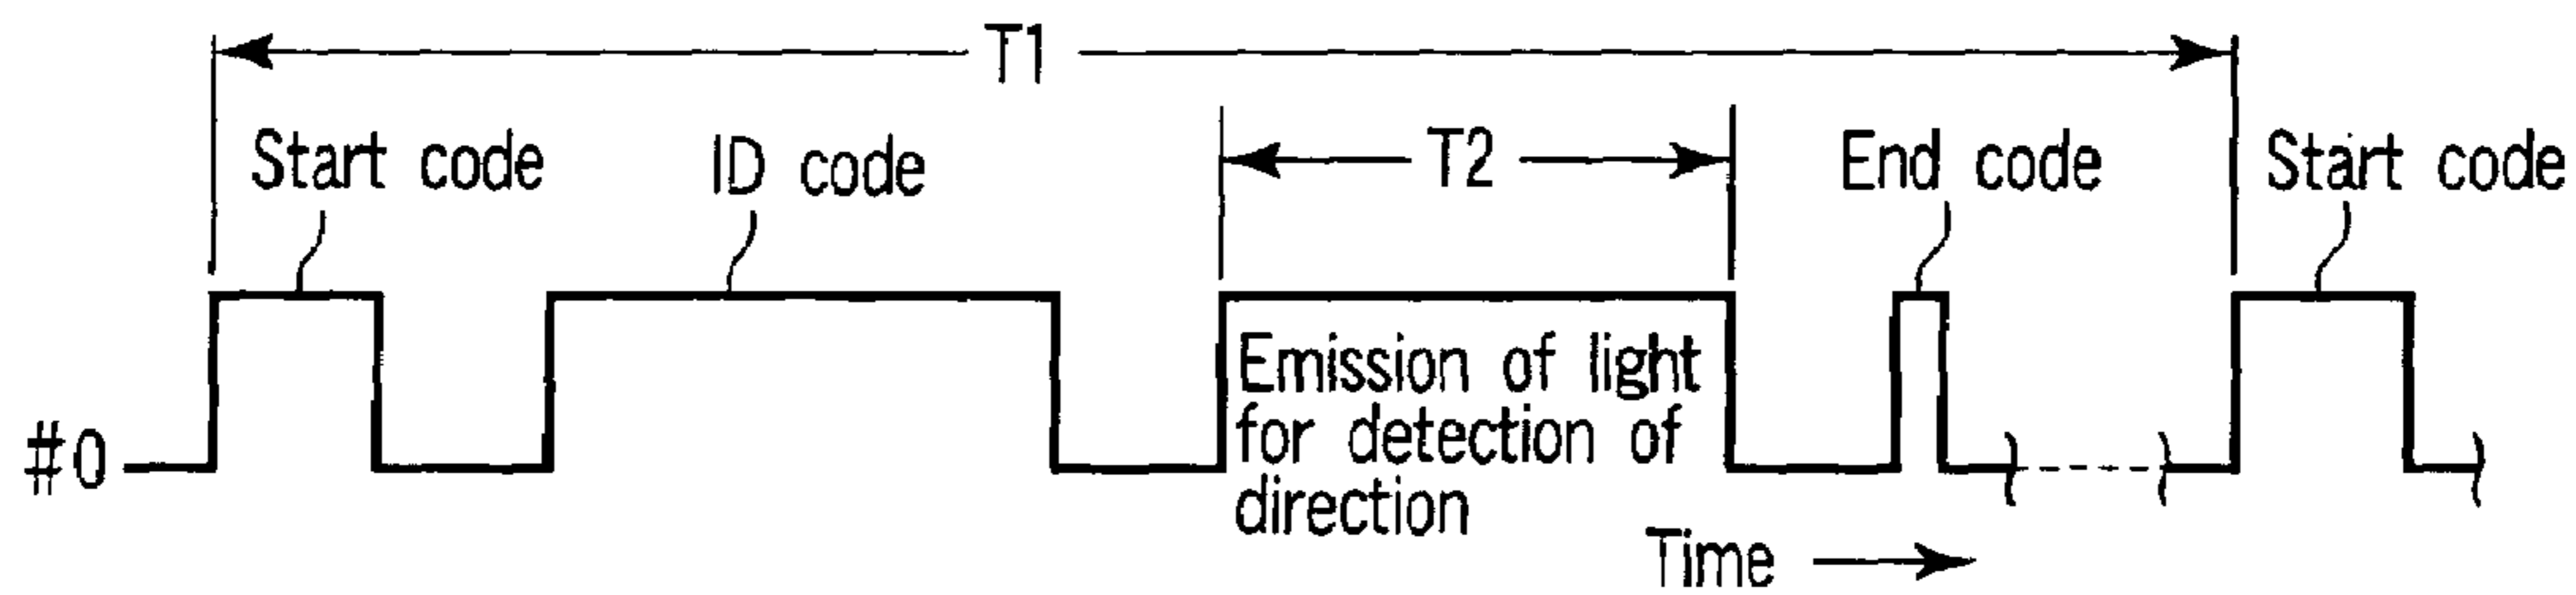 T1
Start code
ID code
T2
End code
Start code
Emission of light
for detection of
direction
#0
Time